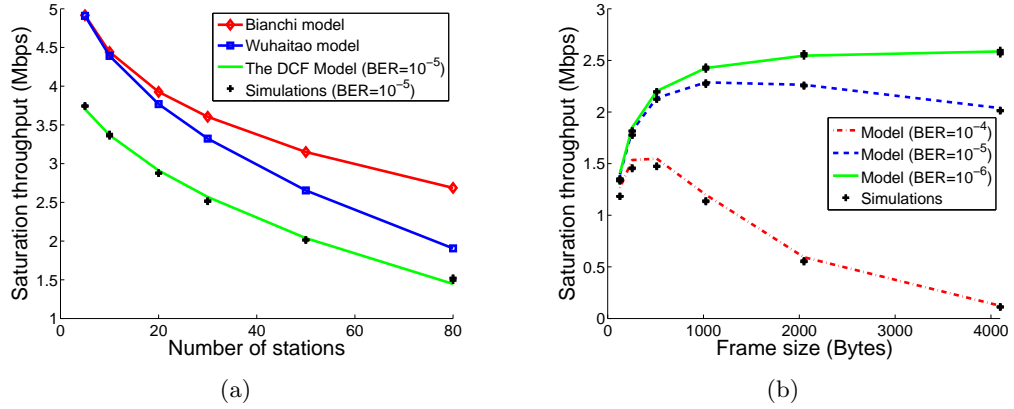 5
4.5
4
3.5
3
2.5
2
1.5
1
0
20
40
60
80
Saturation throughput (Mbps)
Number of stations
Bianchi model
Wuhaitao model
The DCF Model (BER=10⁻⁵)
Simulations (BER=10⁻⁵)
(a)
3
2.5
2
1.5
1
0.5
0
0
1000
2000
3000
4000
Saturation throughput (Mbps)
Frame size (Bytes)
Model (BER=10⁻⁴)
Model (BER=10⁻⁵)
Model (BER=10⁻⁶)
Simulations
(b)